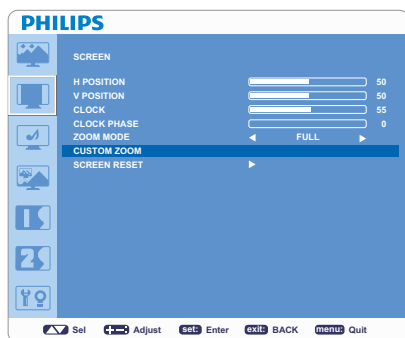 PHILIPS
SCREEN
H POSITION 50
V POSITION 50
CLOCK 55
CLOCK PHASE 0
ZOOM MODE FULL
CUSTOM ZOOM
SCREEN RESET
Sel Adjust set: Enter exit: BACK menu: Quit